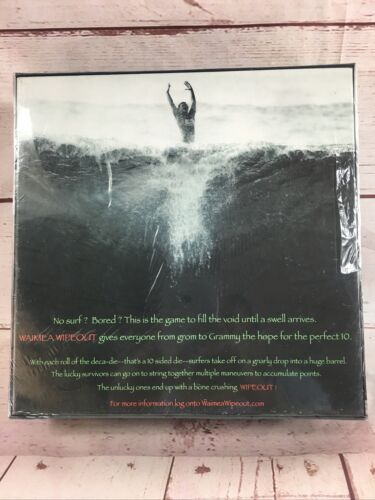 No surf? Bored? This is the game to fill the void until a swell arrives.
WAIMEA WIPEOUT gives everyone from grom to Grammy the hope for the perfect 10.
With each roll of the deca-die--that's a 10 sided die--surfers take off on a gnarly drop into a huge barrel.
The lucky survivors can go on to string together multiple maneuvers to accumulate points.
The unlucky ones end up with a bone crushing WIPEOUT!
For more information log onto WaimeaWipeout.com